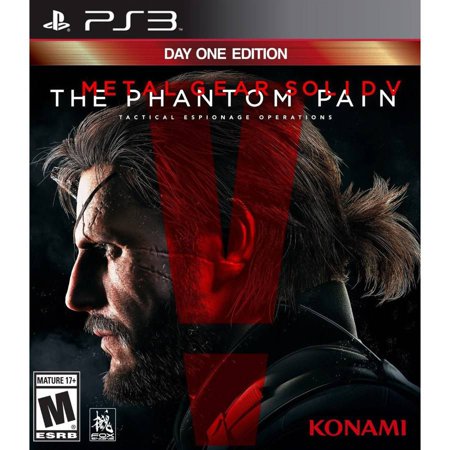 PS3
DAY ONE EDITION
METAL GEAR SOLID V
THE PHANTOM PAIN
TACTICAL ESPIONAGE OPERATIONS
MATURE 17+
M
ESRB
FOX
KONAMI